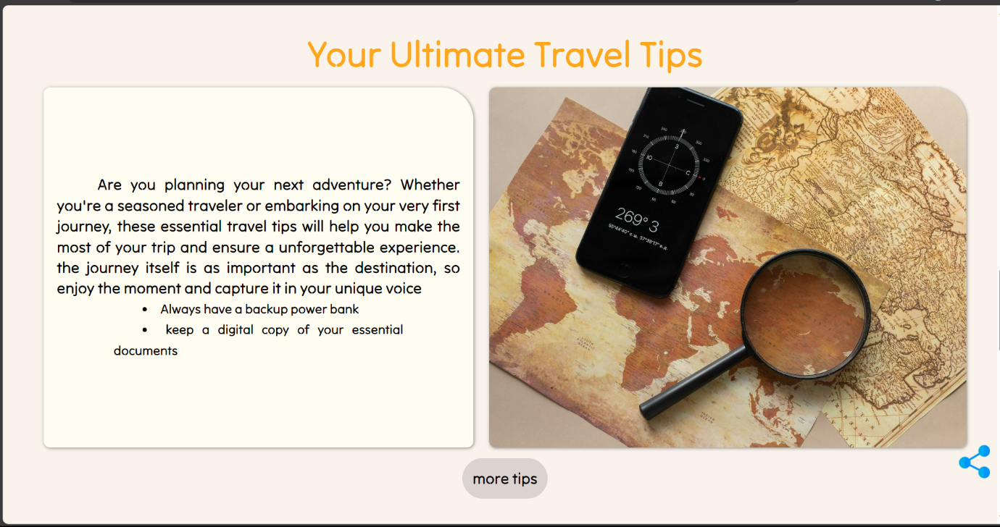 Your Ultimate Travel Tips
Are you planning your next adventure? Whether
you're a seasoned traveler or embarking on your very first
journey, these essential travel tips will help you make the
most of your trip and ensure a unforgettable experience.
the journey itself is as important as the destination, so
enjoy the moment and capture it in your unique voice
• Always have a backup power bank
• keep a digital copy of your essential
documents
З
Ю
С
В
269° З
more tips